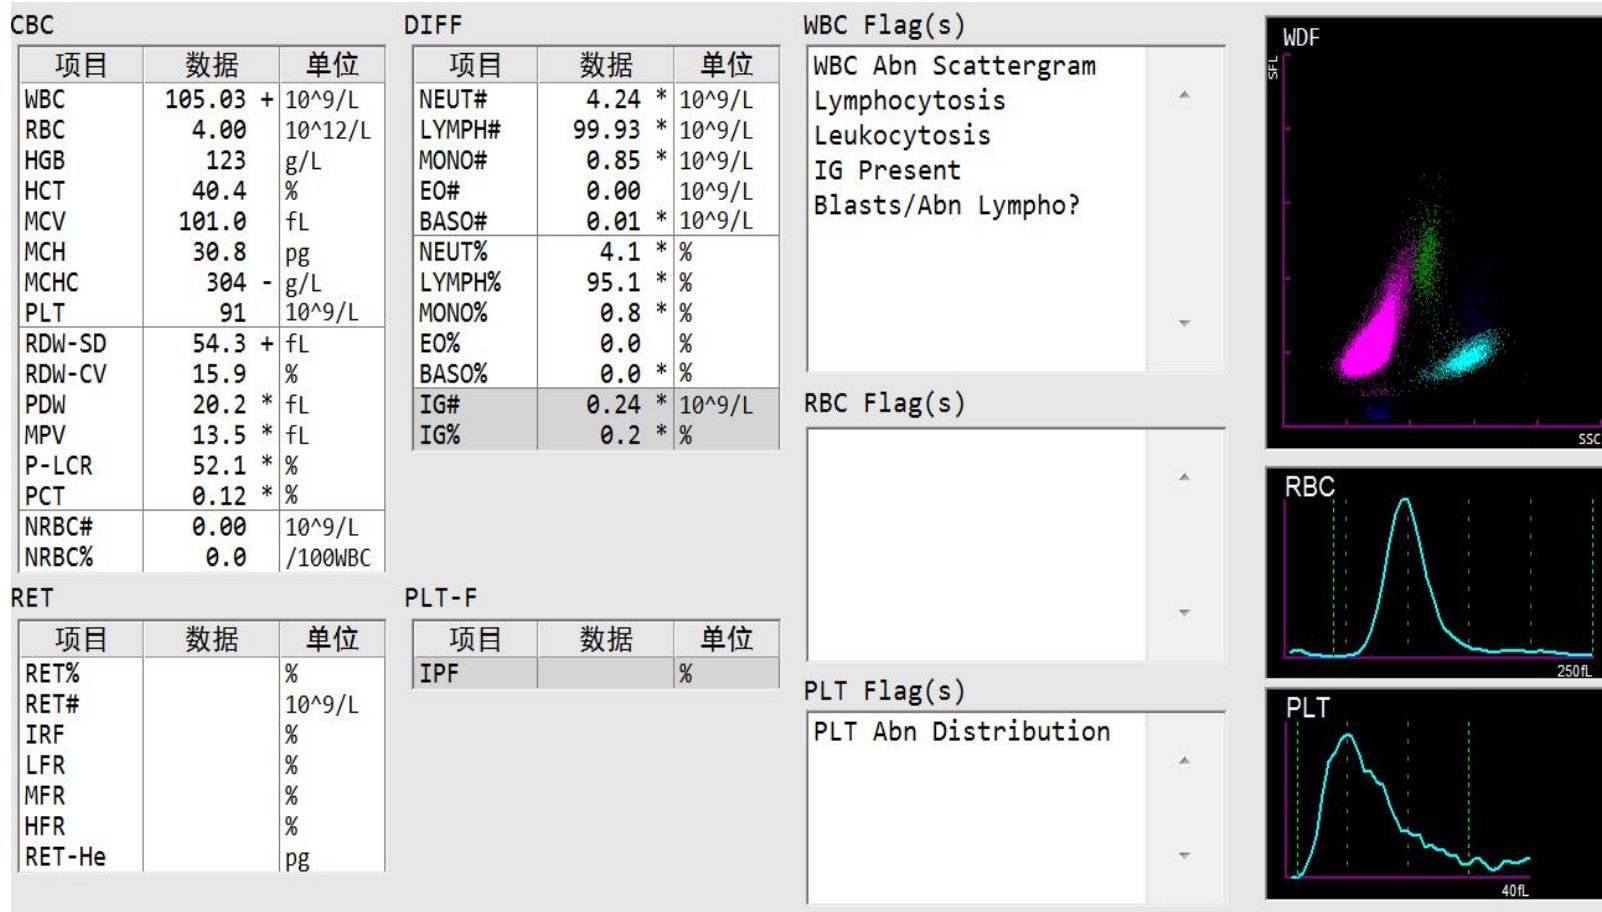 CBC
项目 数据 单位
WBC 105.03 + 10^9/L
RBC 4.00 10^12/L
HGB 123 g/L
HCT 40.4 %
MCV 101.0 fL
MCH 30.8 pg
MCHC 304 - g/L
PLT 91 10^9/L
RDW-SD 54.3 + fL
RDW-CV 15.9 %
PDW 20.2 * fL
MPV 13.5 * fL
P-LCR 52.1 * %
PCT 0.12 * %
NRBC# 0.00 10^9/L
NRBC% 0.0 /100WBC
RET
项目 数据 单位
RET% %
RET# 10^9/L
IRF %
LFR %
MFR %
HFR %
RET-He pg
DIFF
项目 数据 单位
NEUT# 4.24 * 10^9/L
LYMPH# 99.93 * 10^9/L
MONO# 0.85 * 10^9/L
EO# 0.00 10^9/L
BASO# 0.01 * 10^9/L
NEUT% 4.1 * %
LYMPH% 95.1 * %
MONO% 0.8 * %
EO% 0.0 %
BASO% 0.0 * %
IG# 0.24 * 10^9/L
IG% 0.2 * %
PLT-F
项目 数据 单位
IPF %
WBC Flag(s)
WBC Abn Scattergram
Lymphocytosis
Leukocytosis
IG Present
Blasts/Abn Lympho?
RBC Flag(s)
PLT Flag(s)
PLT Abn Distribution
WDF
SFL
SSC
RBC
250fL
PLT
40fL